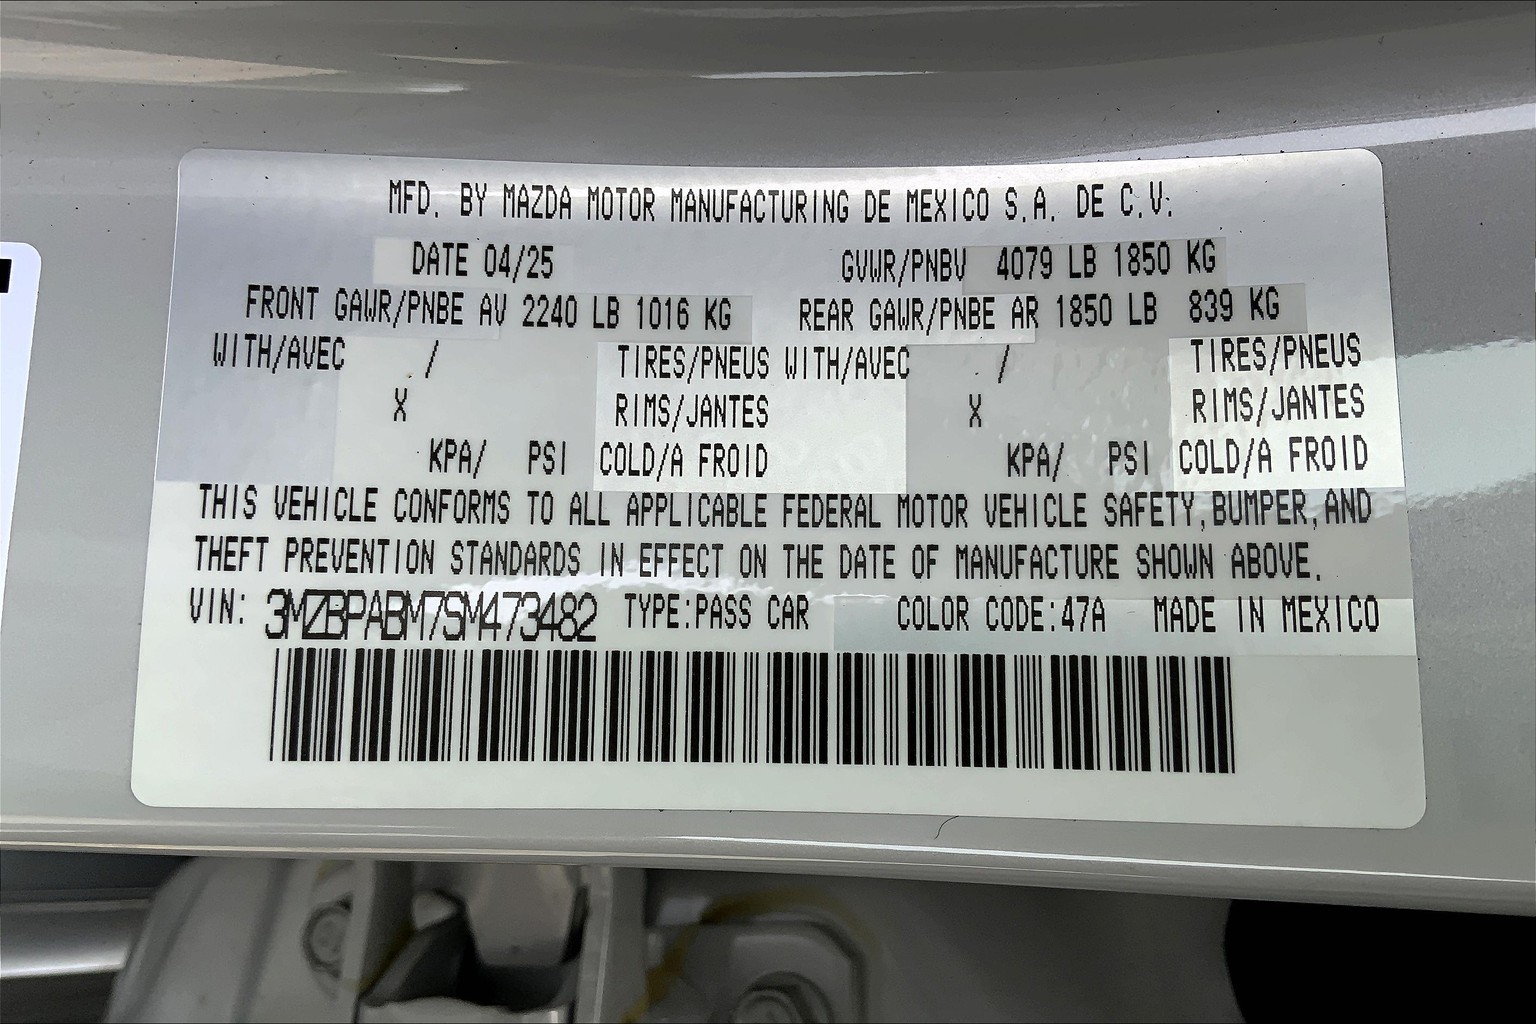 MFD. BY MAZDA MOTOR MANUFACTURING DE MEXICO S.A. DE C.V.
DATE 04/25 GVWR/PNBV 4079 LB 1850 KG
FRONT GAWR/PNBE AV 2240 LB 1016 KG REAR GAWR/PNBE AR 1850 LB 839 KG
WITH/AVEC / TIRES/PNEUS WITH/AVEC / TIRES/PNEUS
X RIMS/JANTES X RIMS/JANTES
KPA/ PSI COLD/A FROID KPA/ PSI COLD/A FROID
THIS VEHICLE CONFORMS TO ALL APPLICABLE FEDERAL MOTOR VEHICLE SAFETY,BUMPER,AND
THEFT PREVENTION STANDARDS IN EFFECT ON THE DATE OF MANUFACTURE SHOWN ABOVE.
VIN: 3MZBPABM7SM473482 TYPE:PASS CAR COLOR CODE:47A MADE IN MEXICO